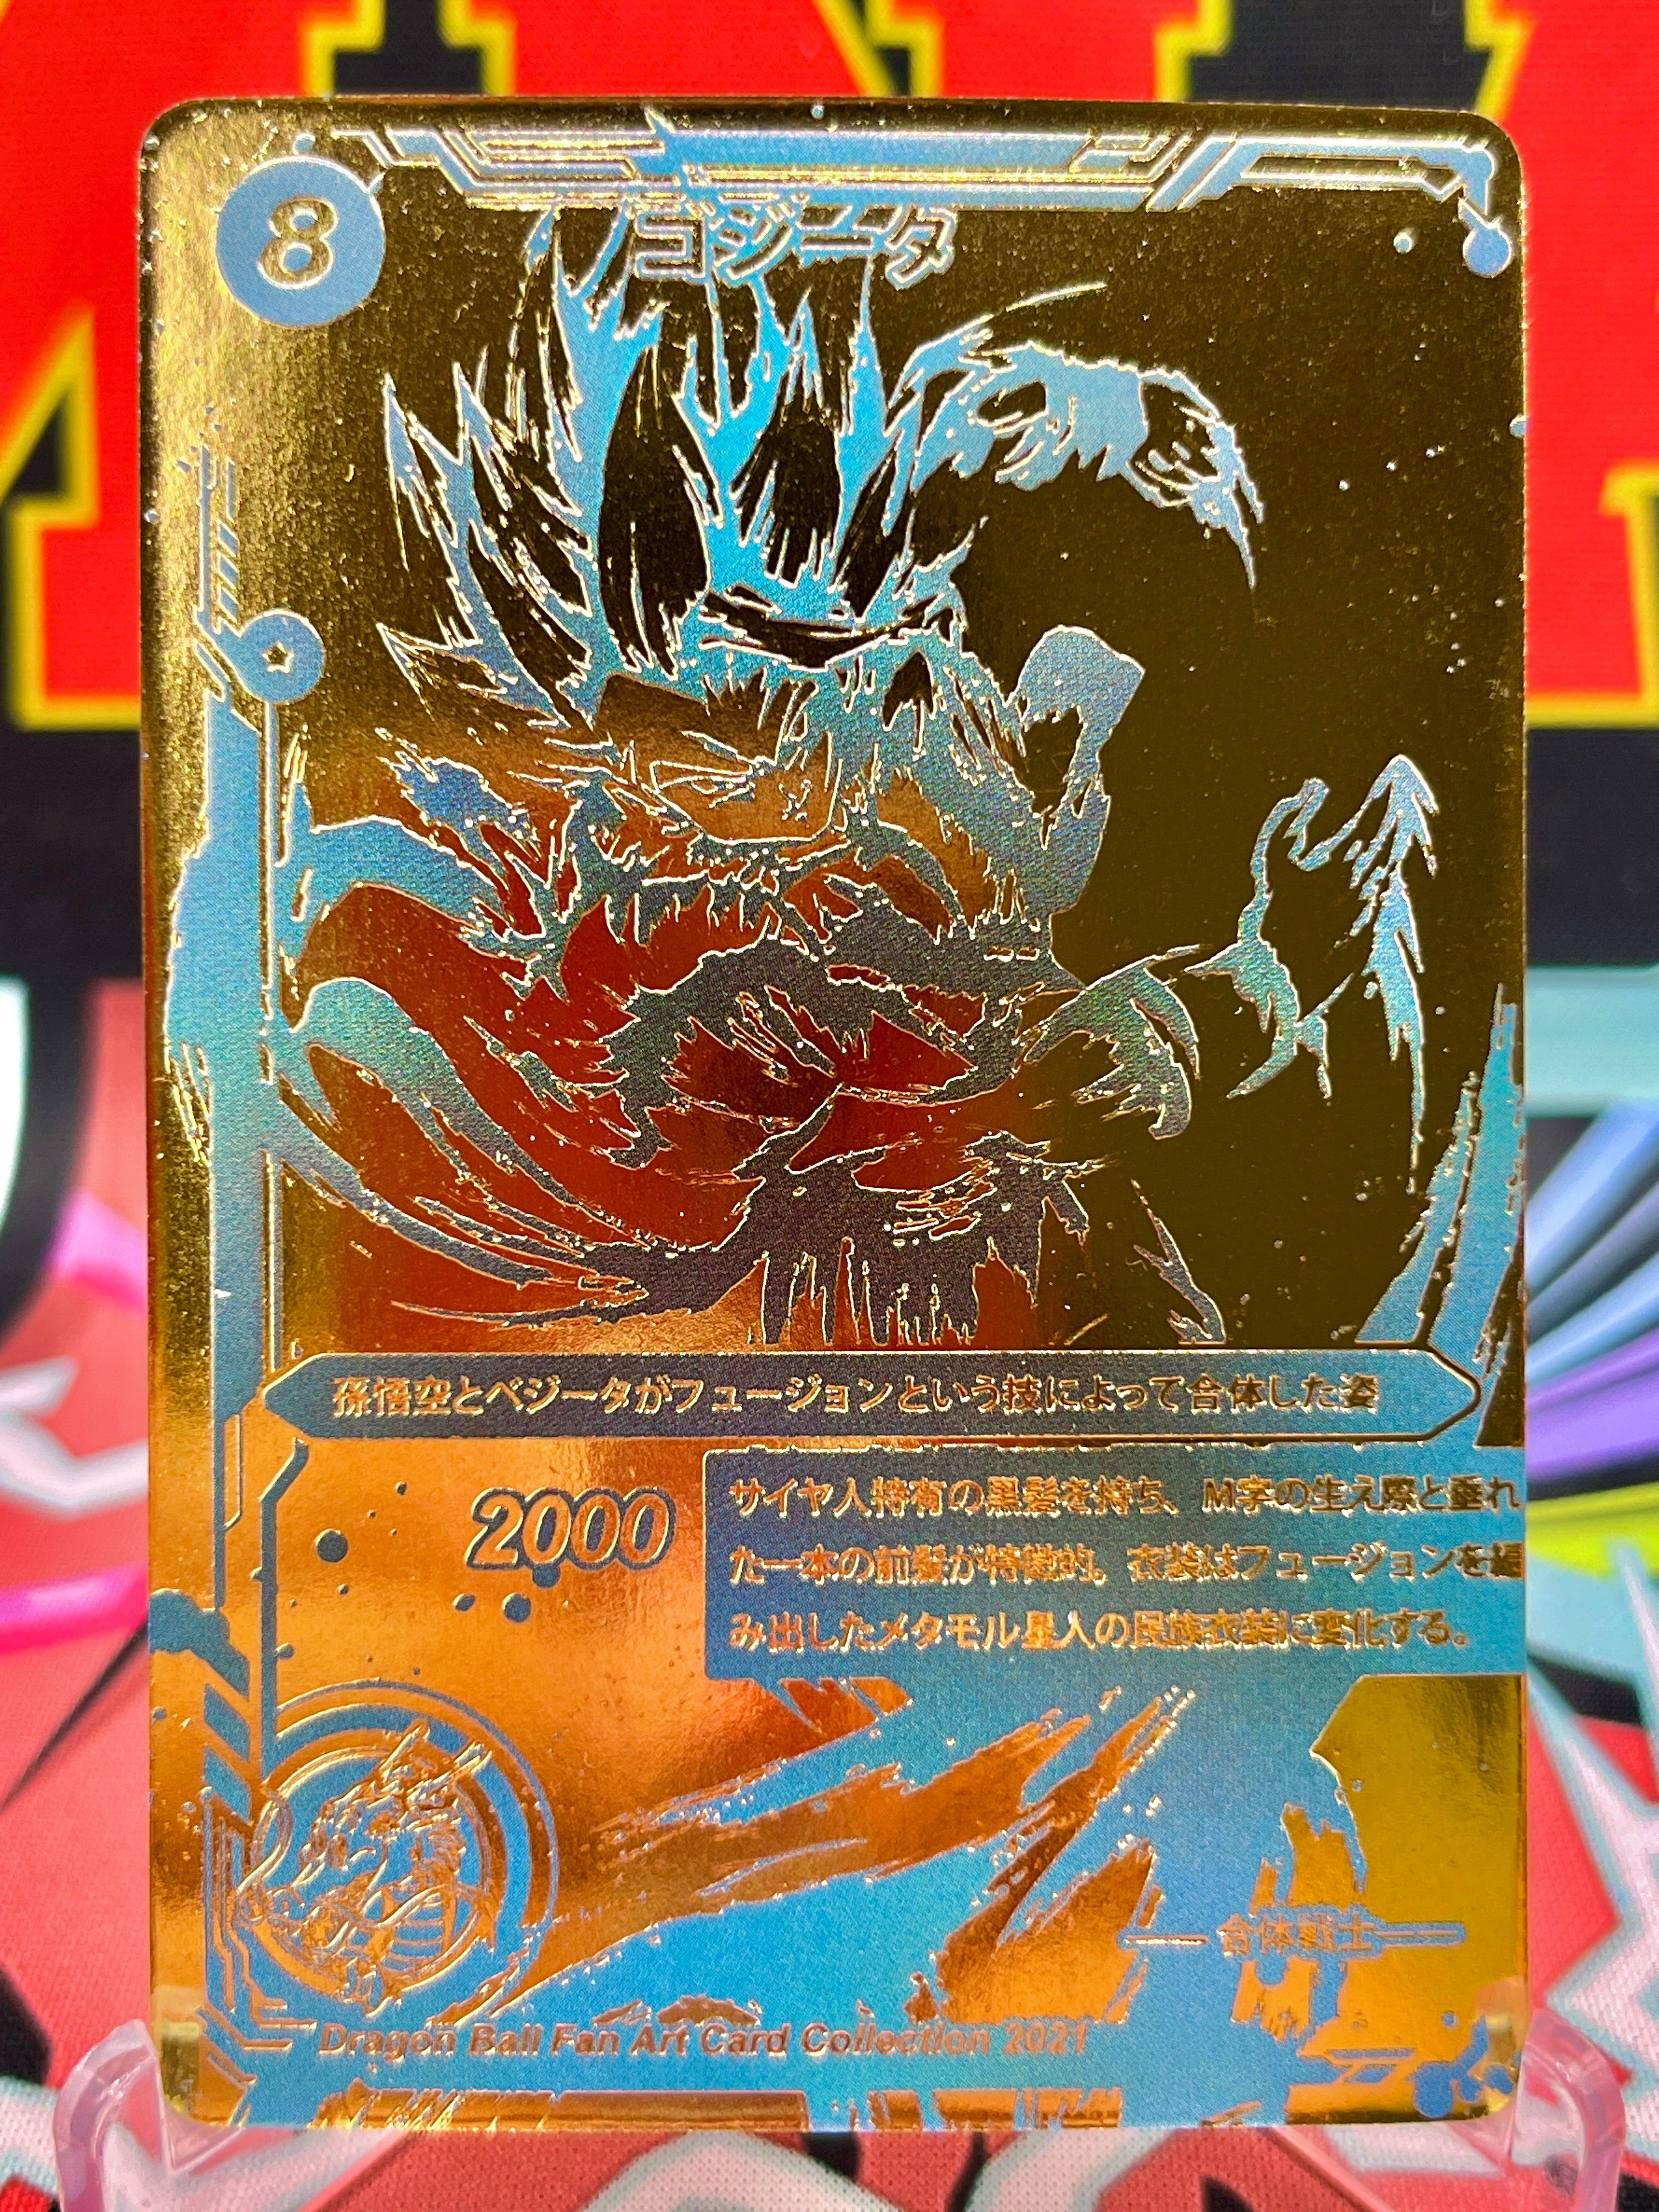 8
ゴジータ
孫悟空とベジータがフュージョンという技によって合体した姿
2000
サイヤ人特有の黒髪を持ち、M字の生え際と垂れ
た一本の前髪が特徴的。衣装はフュージョンを編
み出したメタモル星人の民族衣装に変化する。
合体戦士
Dragon Ball Fan Art Card Collection 2021